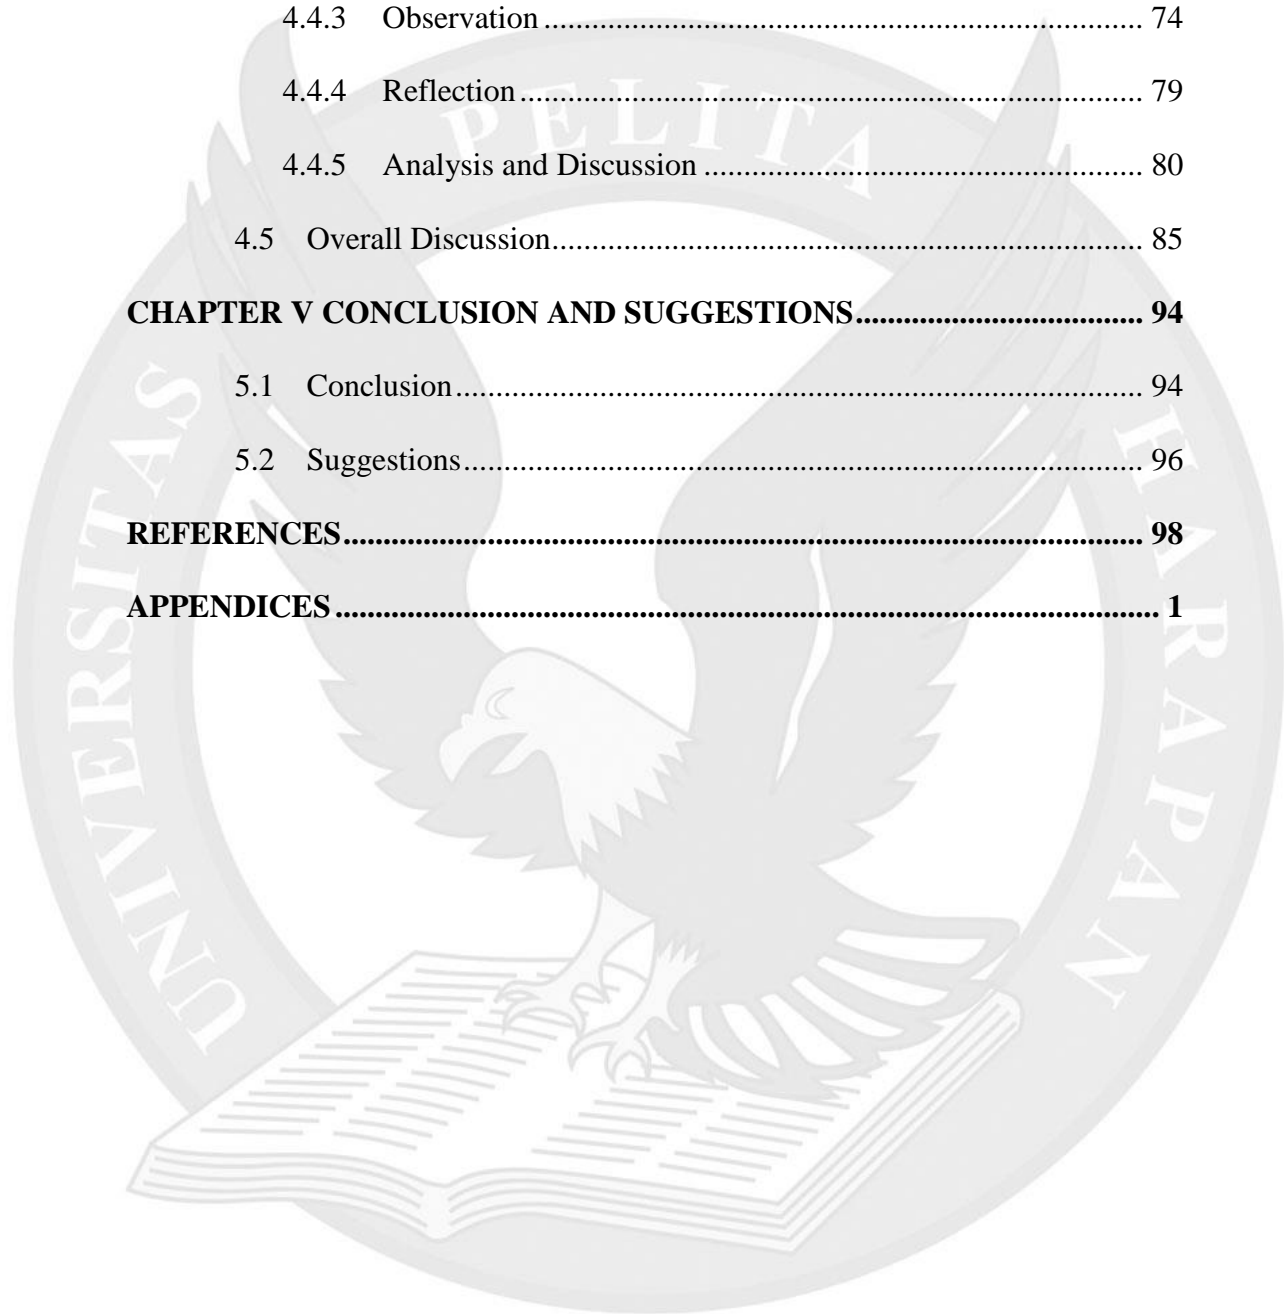 4.4.3 Observation ........................................................................... 74
4.4.4 Reflection .............................................................................. 79
4.4.5 Analysis and Discussion ....................................................... 80
4.5 Overall Discussion.......................................................................... 85
CHAPTER V CONCLUSION AND SUGGESTIONS ................................... 94
5.1 Conclusion ...................................................................................... 94
5.2 Suggestions ..................................................................................... 96
REFERENCES .................................................................................................. 98
APPENDICES ..................................................................................................... 1
UNIVERSITAS PELITA HARAPAN